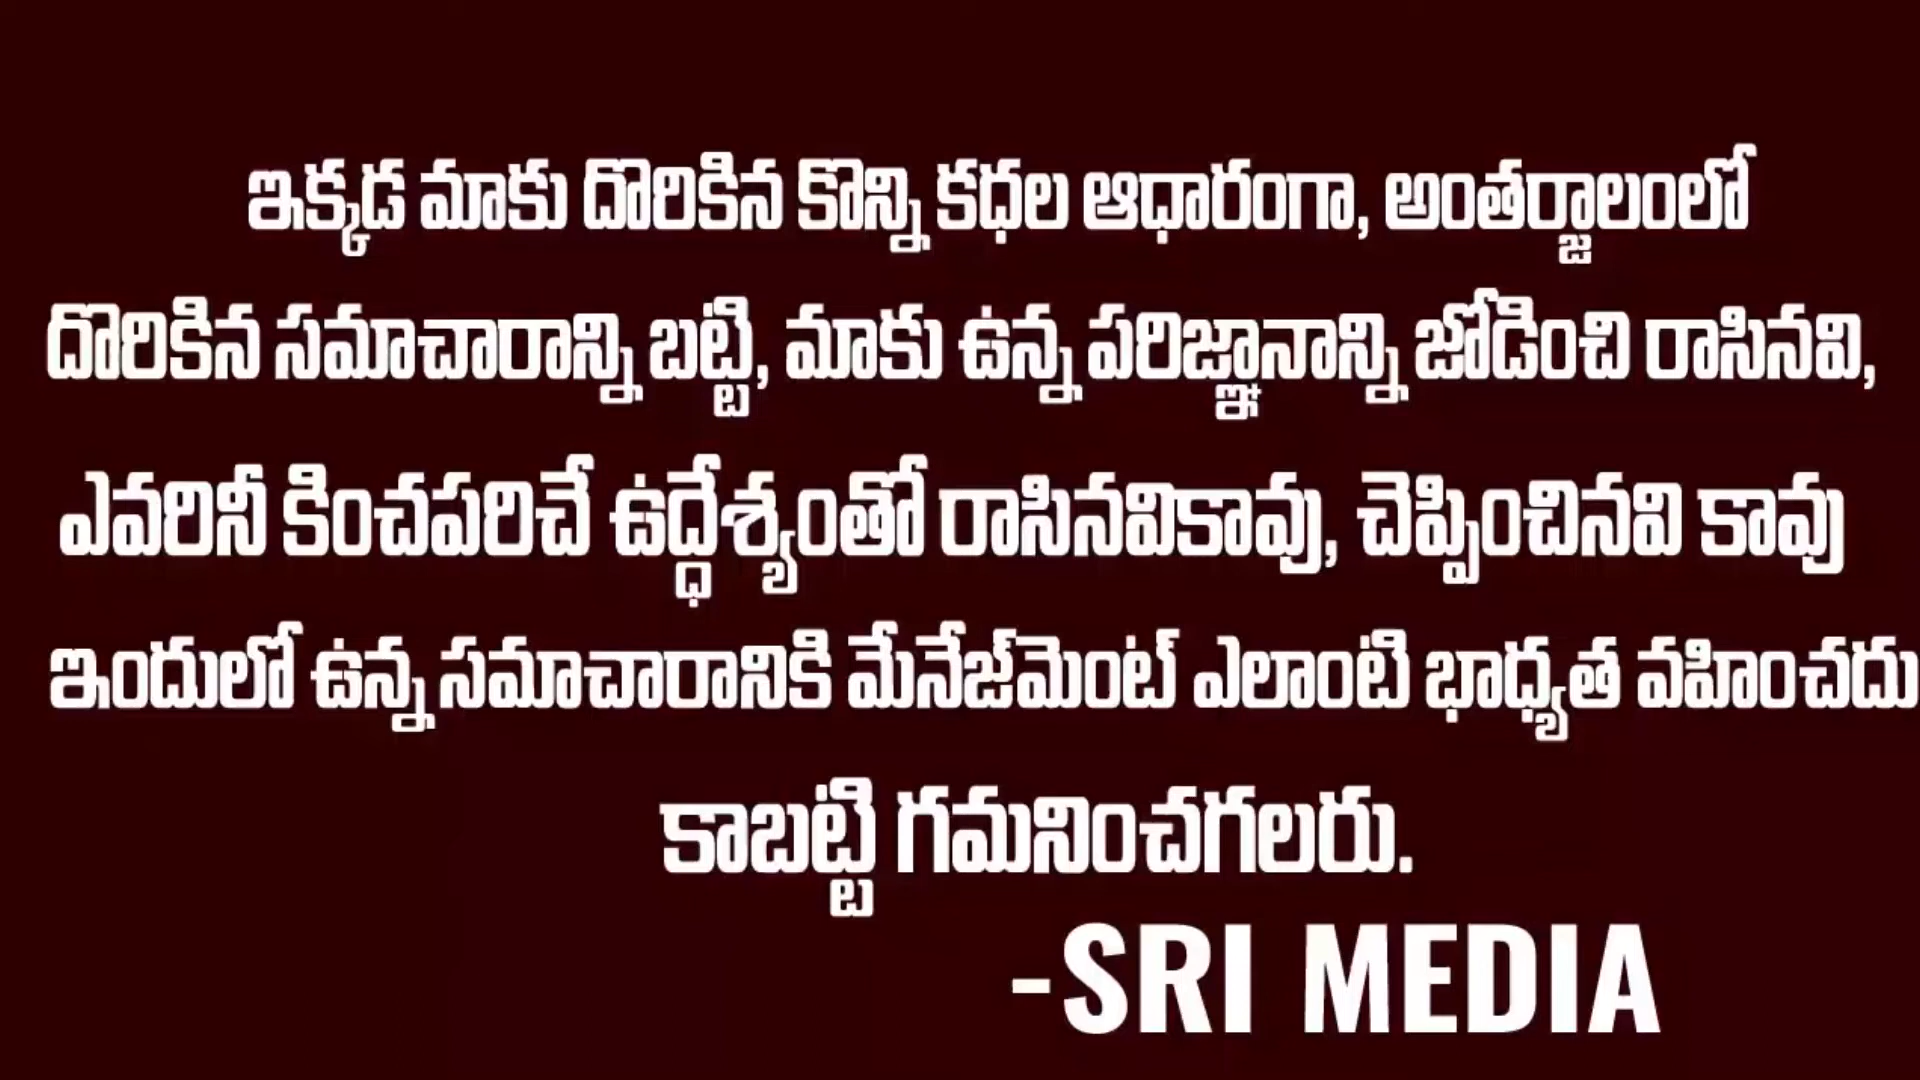 ఇక్కడ మాకు దొరికిన కొన్ని కధల ఆధారంగా, అంతర్జాలంలో
దొరికిన సమాచారాన్ని బట్టి, మాకు ఉన్న పరిజ్ఞానాన్ని జోడించి రాసినవి,
ఎవరినీ కించపరిచే ఉద్ధేశ్యంతో రాసినవికావు, చెప్పించినవి కావు
ఇందులో ఉన్న సమాచారానికి మేనేజ్‌మెంట్ ఎలాంటి భాధ్యత వహించదు
కాబట్టి గమనించగలరు.
-SRI MEDIA